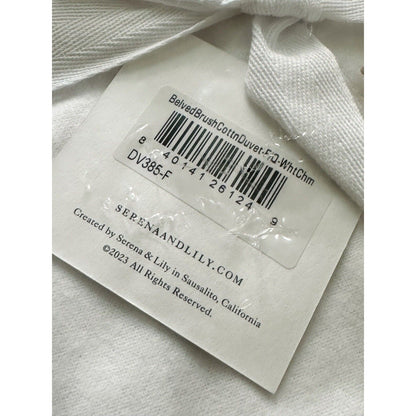 BelvedBrushCottnDuvet-F/Q-WhtChm
8 40141 26124 9
DV385-F
SERENAANDLILY.COM
Created by Serena & Lily in Sausalito, California
©2023 All Rights Reserved.